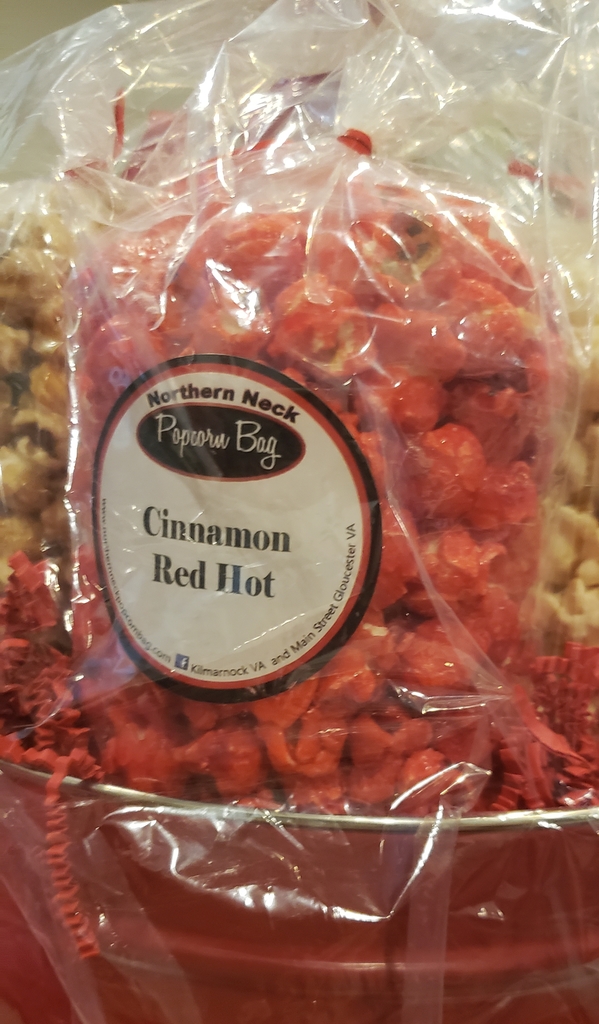 Northern Neck
Popcorn Bag
Cinnamon
Red Hot
Kilmarnock VA and Main Street Gloucester VA